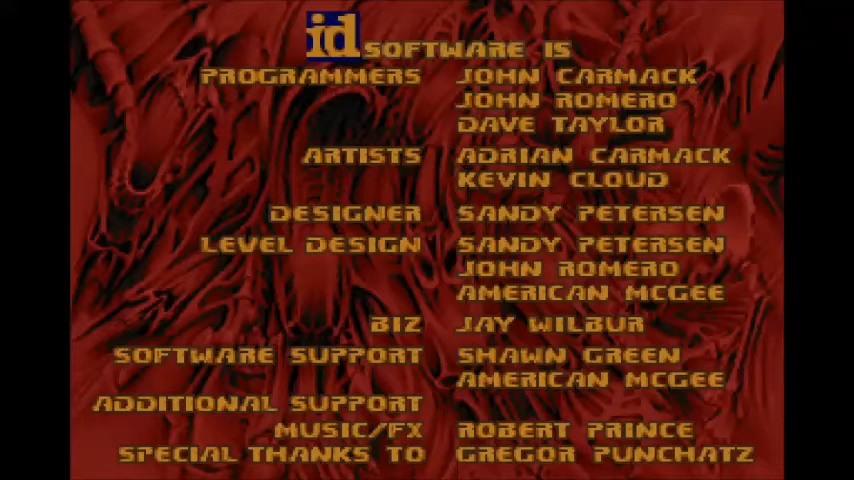 id SOFTWARE IS
PROGRAMMERS JOHN CARMACK
JOHN ROMERO
DAVE TAYLOR
ARTISTS ADRIAN CARMACK
KEVIN CLOUD
DESIGNER SANDY PETERSEN
LEVEL DESIGN SANDY PETERSEN
JOHN ROMERO
AMERICAN MCGEE
BIZ JAY WILBUR
SOFTWARE SUPPORT SHAWN GREEN
AMERICAN MCGEE
ADDITIONAL SUPPORT
MUSIC/FX ROBERT PRINCE
SPECIAL THANKS TO GREGOR PUNCHATZ